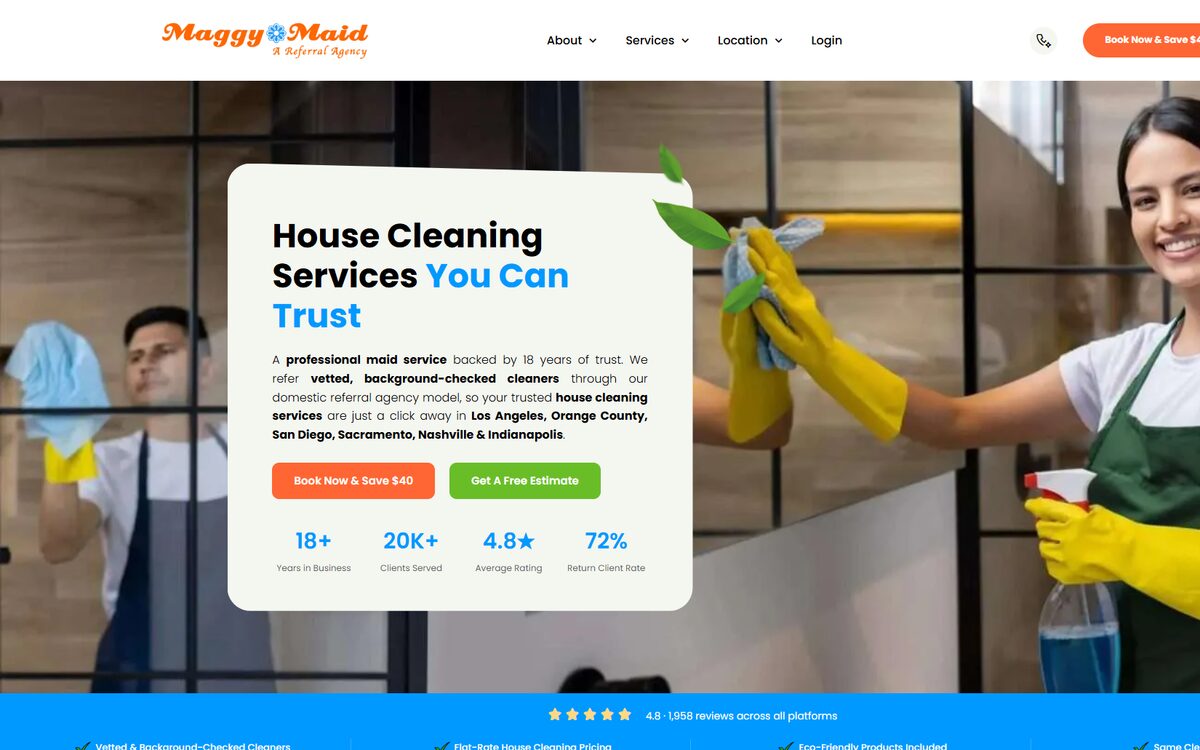 Maggy Maid
A Referral Agency
About
Services
Location
Login
Book Now & Save $4
House Cleaning
Services You Can
Trust
A professional maid service backed by 18 years of trust. We
refer vetted, background-checked cleaners through our
domestic referral agency model, so your trusted house cleaning
services are just a click away in Los Angeles, Orange County,
San Diego, Sacramento, Nashville & Indianapolis.
Book Now & Save $40
Get A Free Estimate
18+
20K+
4.8★
72%
Years in Business
Clients Served
Average Rating
Return Client Rate
4.8 · 1,958 reviews across all platforms
Vetted & Background-Checked Cleaners
Flat-Rate House Cleaning Pricing
Eco-Friendly Products Included
Same Clea